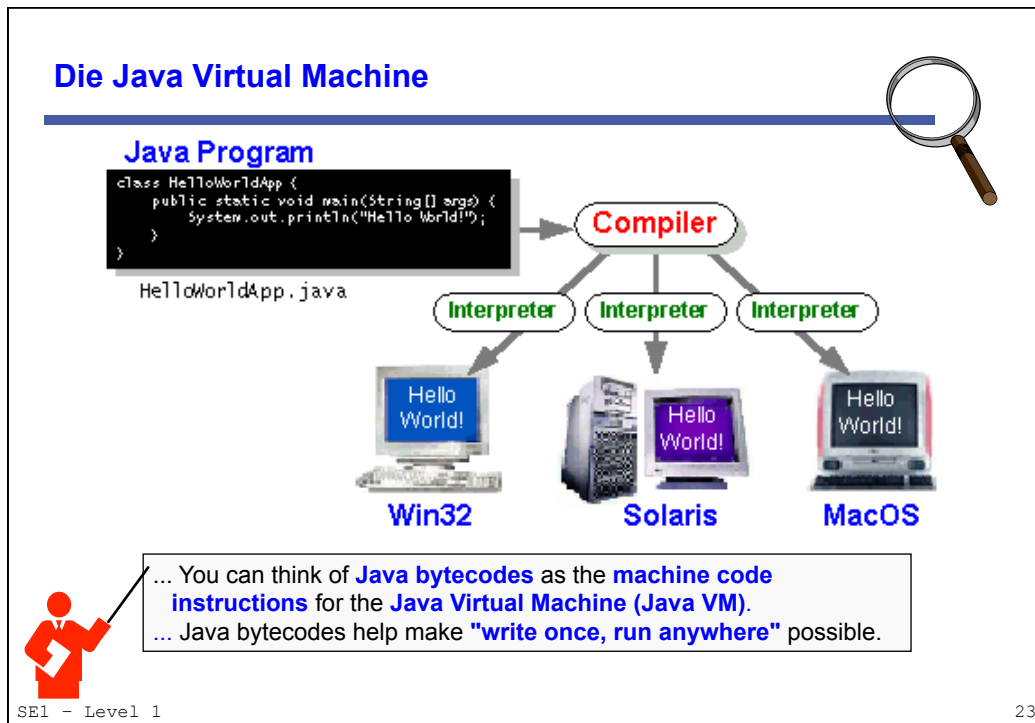 Die Java Virtual Machine
Java Program
class HelloWorldApp {
public static void main(String[] args) {
System.out.println("Hello World!");
}
}
HelloWorldApp.java
Compiler
Interpreter Interpreter Interpreter
Hello
World!
Hello
World!
Hello
World!
Win32 Solaris MacOS
... You can think of Java bytecodes as the machine code
instructions for the Java Virtual Machine (Java VM).
... Java bytecodes help make "write once, run anywhere" possible.
SE1 - Level 1 23